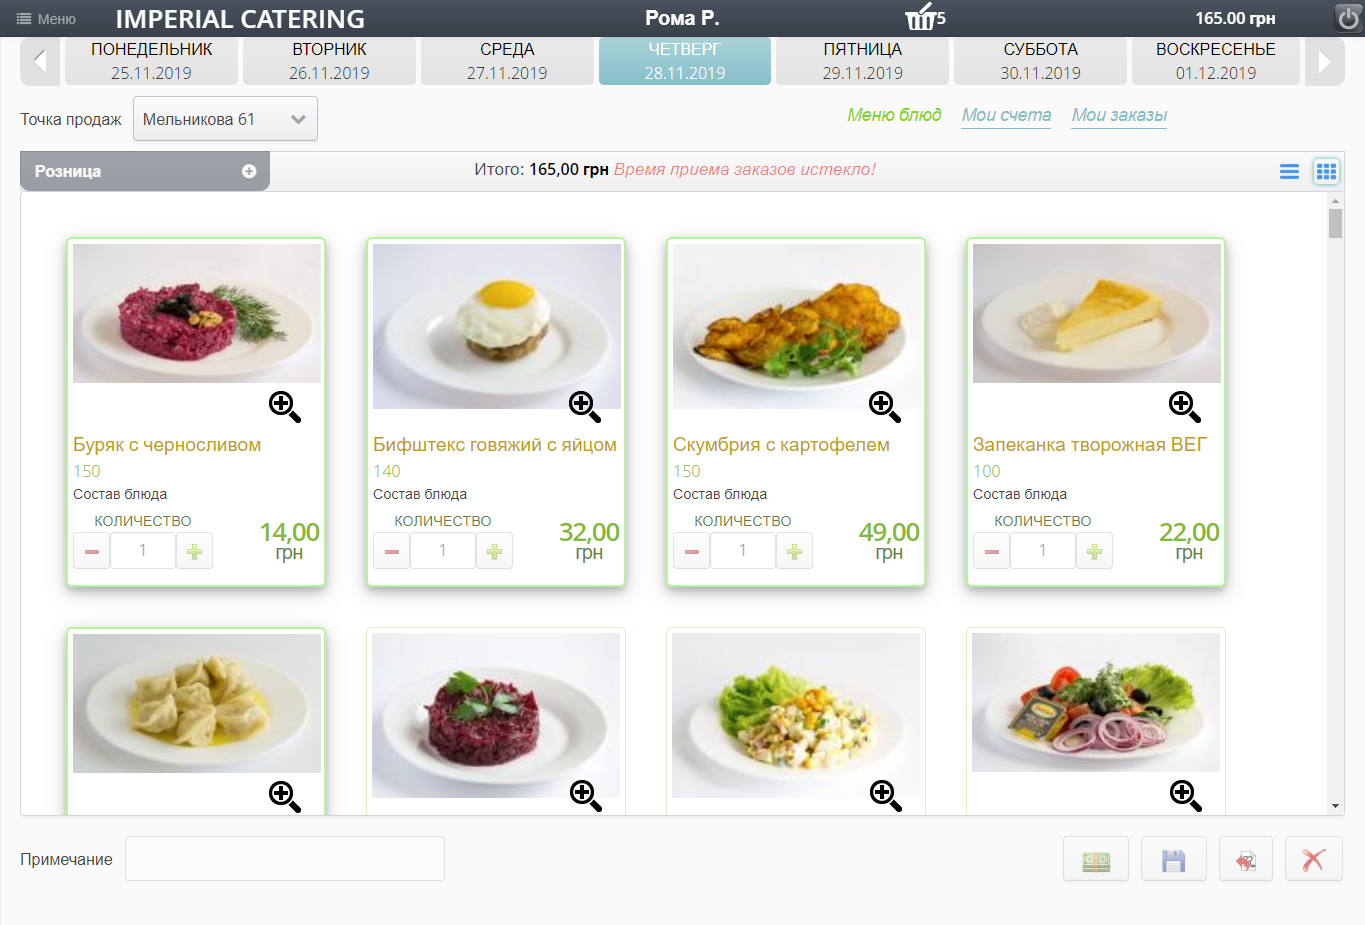 Меню
IMPERIAL CATERING
Рома Р.
5
165.00 грн
ПОНЕДЕЛЬНИК
25.11.2019
ВТОРНИК
26.11.2019
СРЕДА
27.11.2019
ЧЕТВЕРГ
28.11.2019
ПЯТНИЦА
29.11.2019
СУББОТА
30.11.2019
ВОСКРЕСЕНЬЕ
01.12.2019
Точка продаж
Мельникова 61
Меню блюд
Мои счета
Мои заказы
Розница
Итого: 165,00 грн Время приема заказов истекло!
Буряк с черносливом
150
Состав блюда
КОЛИЧЕСТВО
1
14,00
грн
Бифштекс говяжий с яйцом
140
Состав блюда
КОЛИЧЕСТВО
1
32,00
грн
Скумбрия с картофелем
150
Состав блюда
КОЛИЧЕСТВО
1
49,00
грн
Запеканка творожная ВЕГ
100
Состав блюда
КОЛИЧЕСТВО
1
22,00
грн
Примечание